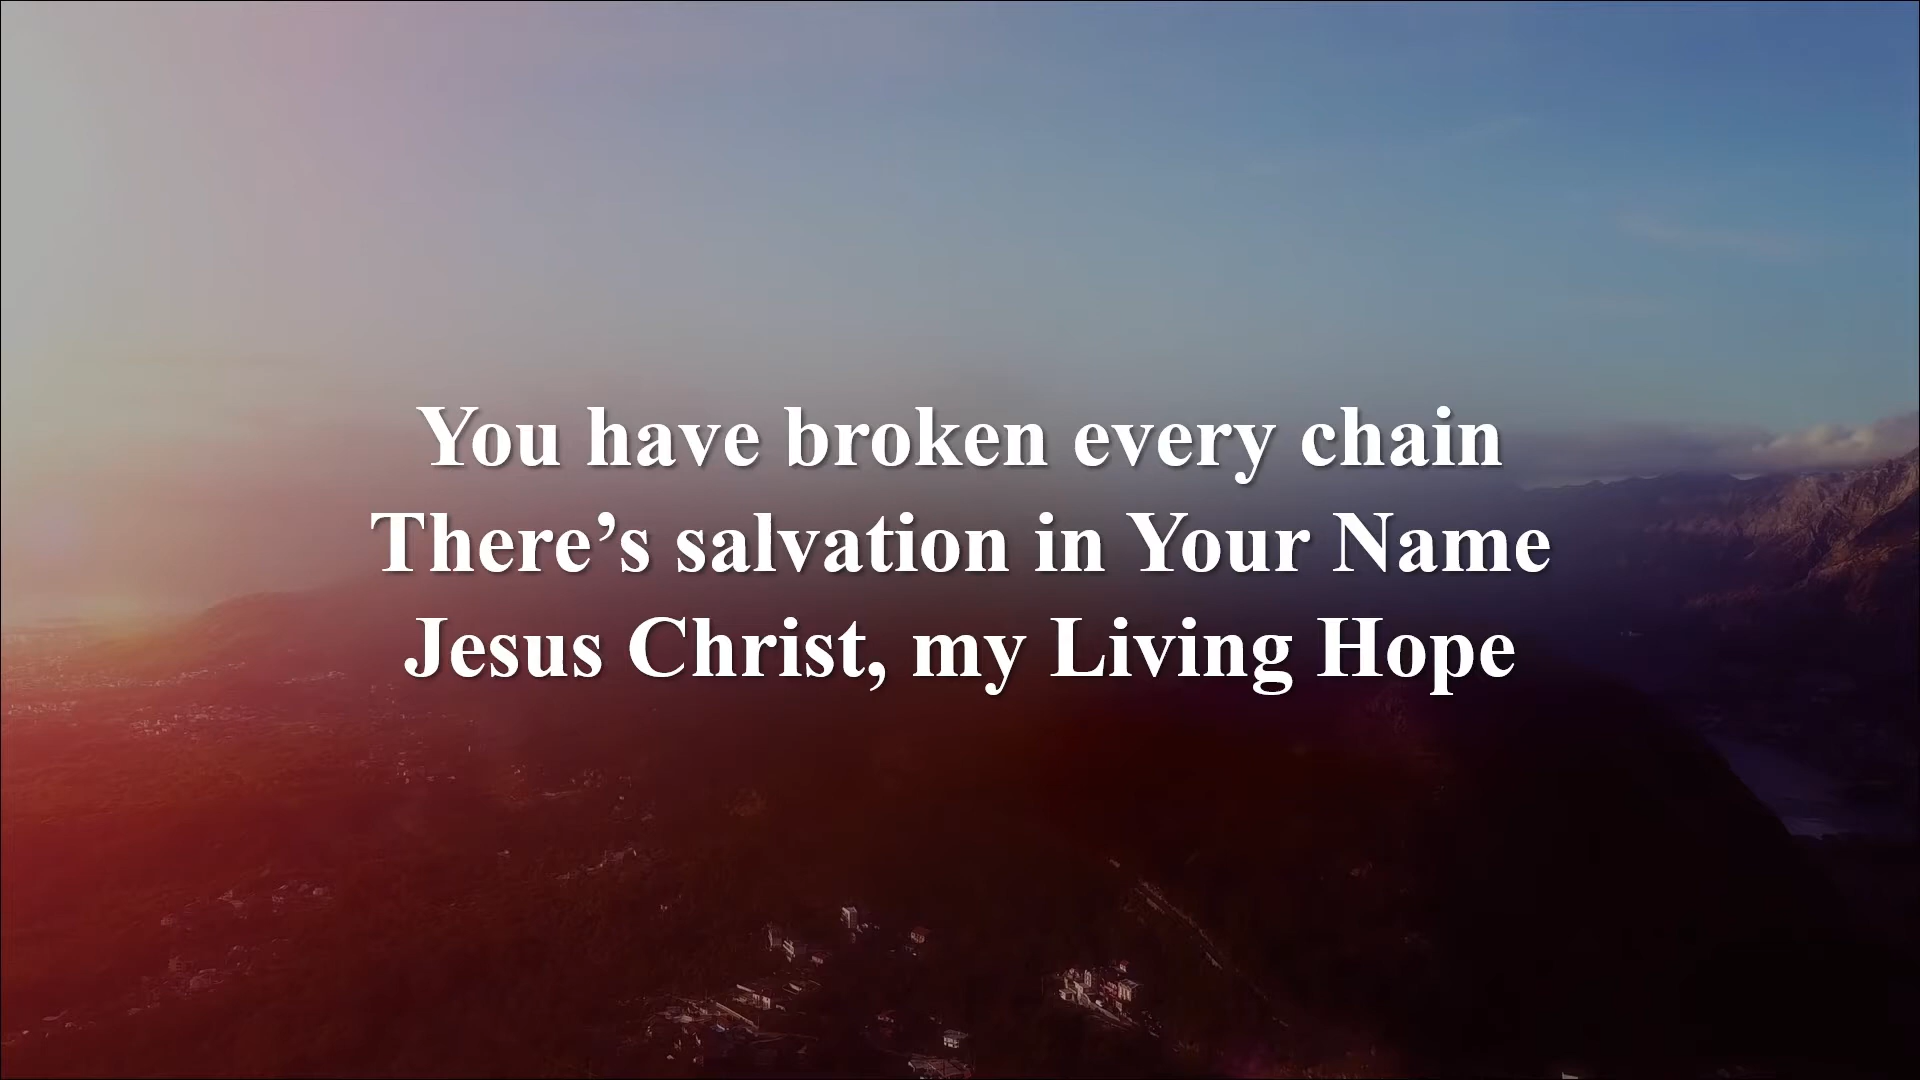 You have broken every chain
There’s salvation in Your Name
Jesus Christ, my Living Hope